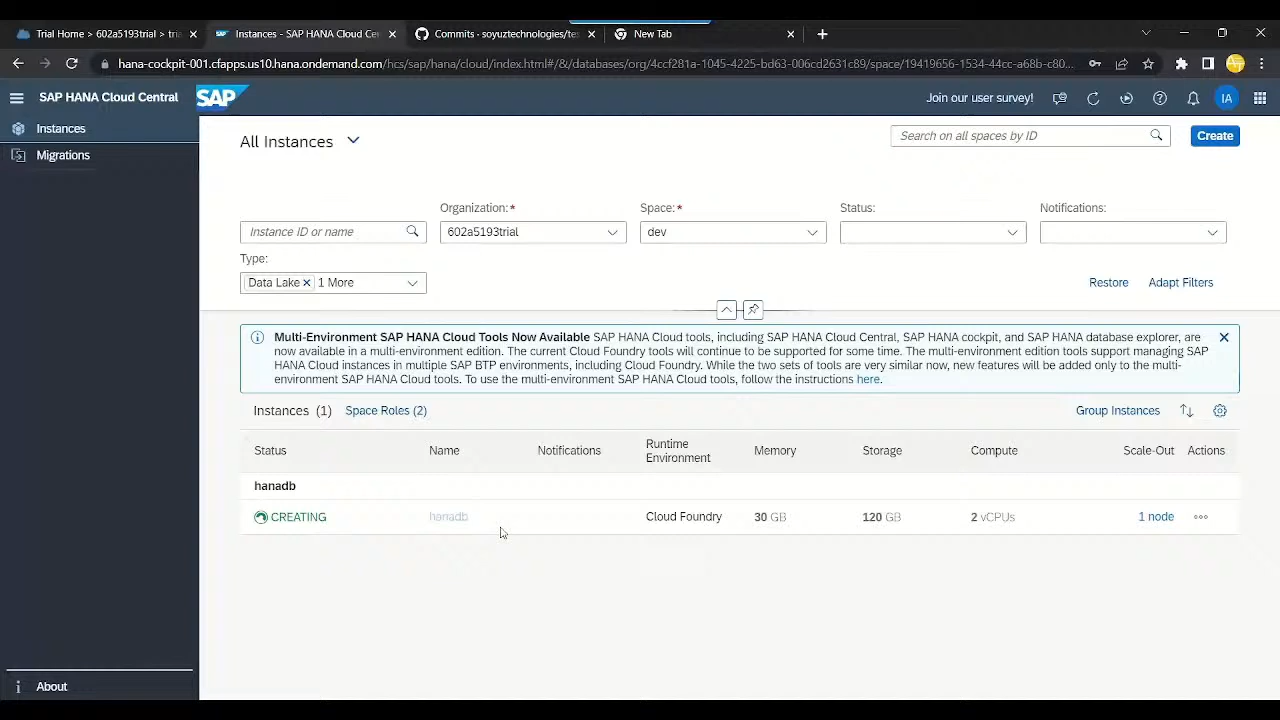 Trial Home > 602a5193trial > tria
Instances - SAP HANA Cloud Cen
Commits - soyuztechnologies/tes
New Tab
hana-cockpit-001.cfapps.us10.hana.ondemand.com/hcs/sap/hana/cloud/index.html#/&/databases/org/4ccf281a-1045-4225-bd63-006cd2631c89/space/19419656-1534-44cc-a68b-c80...
SAP HANA Cloud Central
SAP
Join our user survey!
IA
Instances
Migrations
All Instances
Search on all spaces by ID
Create
Organization:*
Space:*
Status:
Notifications:
Instance ID or name
602a5193trial
dev
Type:
Data Lake × 1 More
Restore
Adapt Filters
Multi-Environment SAP HANA Cloud Tools Now Available SAP HANA Cloud tools, including SAP HANA Cloud Central, SAP HANA cockpit, and SAP HANA database explorer, are
now available in a multi-environment edition. The current Cloud Foundry tools will continue to be supported for some time. The multi-environment edition tools support managing SAP
HANA Cloud instances in multiple SAP BTP environments, including Cloud Foundry. While the two sets of tools are very similar now, new features will be added only to the multi-
environment SAP HANA Cloud tools. To use the multi-environment SAP HANA Cloud tools, follow the instructions here.
Instances (1)
Space Roles (2)
Group Instances
Status
Name
Notifications
Runtime
Environment
Memory
Storage
Compute
Scale-Out
Actions
hanadb
CREATING
hanadb
Cloud Foundry
30 GB
120 GB
2 vCPUs
1 node
About